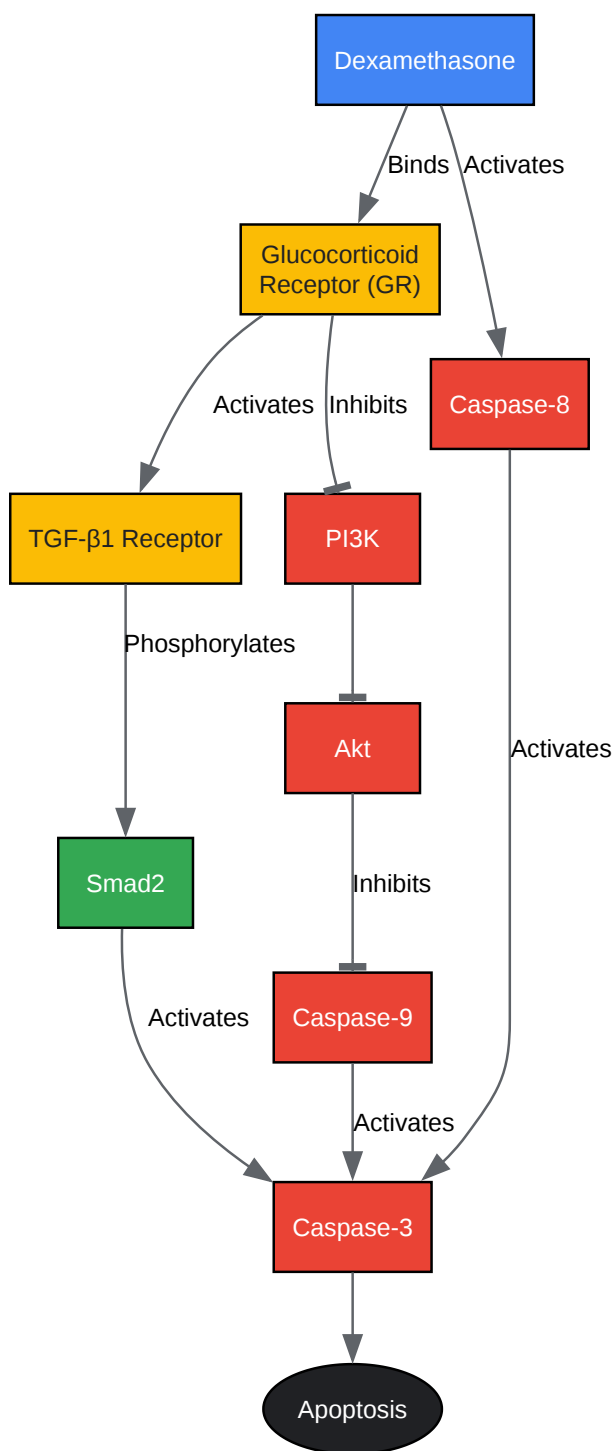 Dexamethasone
Binds
Activates
Glucocorticoid
Receptor (GR)
Activates
Inhibits
Caspase-8
TGF-β1 Receptor
PI3K
Phosphorylates
Akt
Activates
Smad2
Inhibits
Activates
Caspase-9
Activates
Caspase-3
Apoptosis